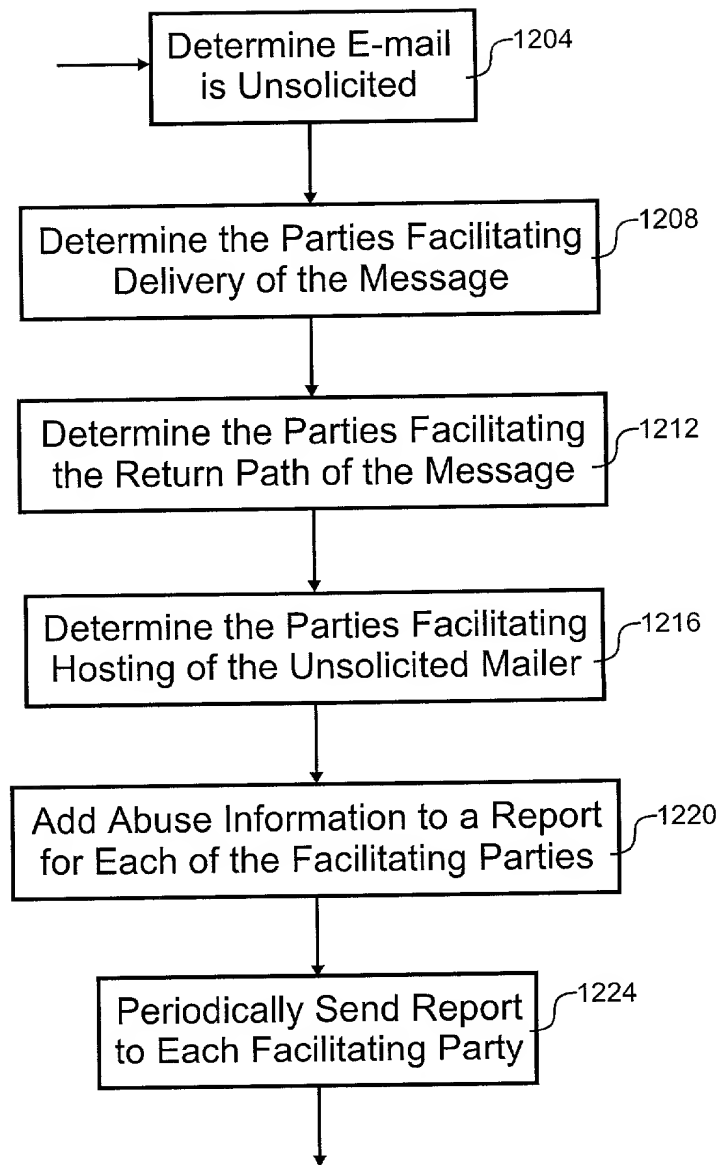 Determine E-mail
is Unsolicited
1204
Determine the Parties Facilitating
Delivery of the Message
1208
Determine the Parties Facilitating
the Return Path of the Message
1212
Determine the Parties Facilitating
Hosting of the Unsolicited Mailer
1216
Add Abuse Information to a Report
for Each of the Facilitating Parties
1220
Periodically Send Report
to Each Facilitating Party
1224